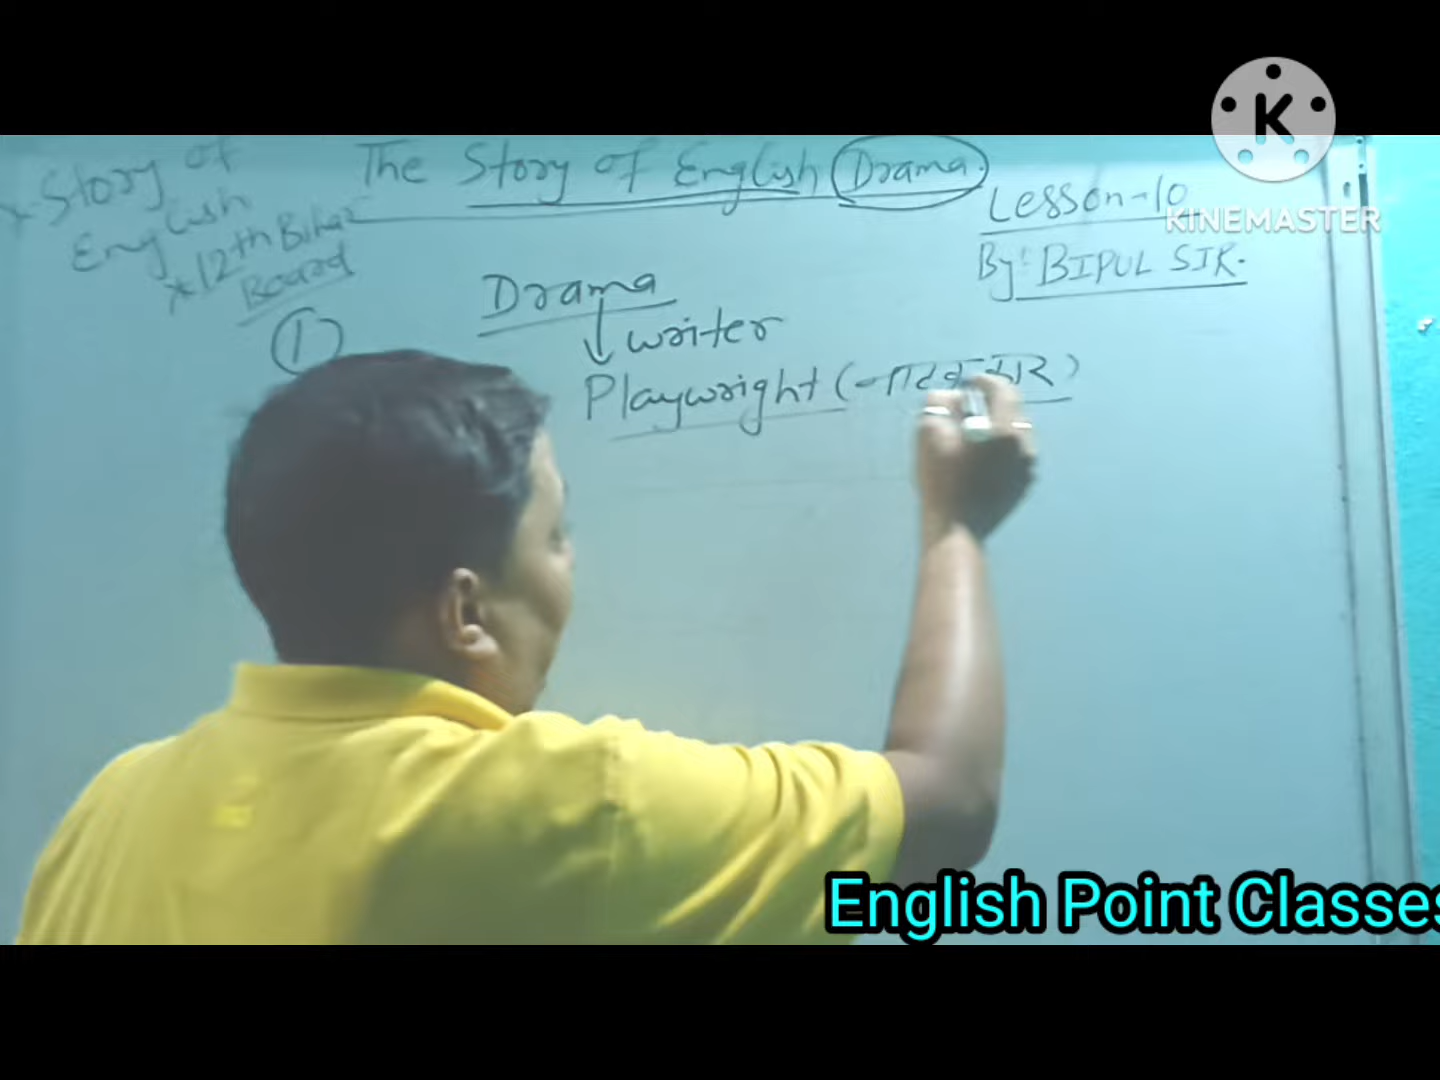 The Story of English Drama.
* Story of
English
* 12th Bihar
Board
Lesson-10
By: BIPUL SIR.
KINEMASTER
①
Drama
↓ writer
Playwright (नाटककार)
English Point Classes